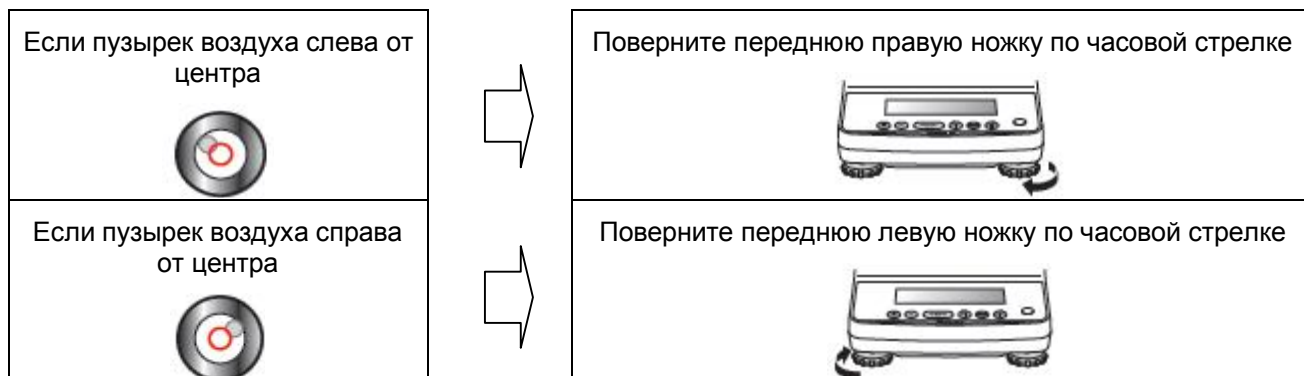 Если пузырек воздуха слева от
центра
Поверните переднюю правую ножку по часовой стрелке
Если пузырек воздуха справа
от центра
Поверните переднюю левую ножку по часовой стрелке